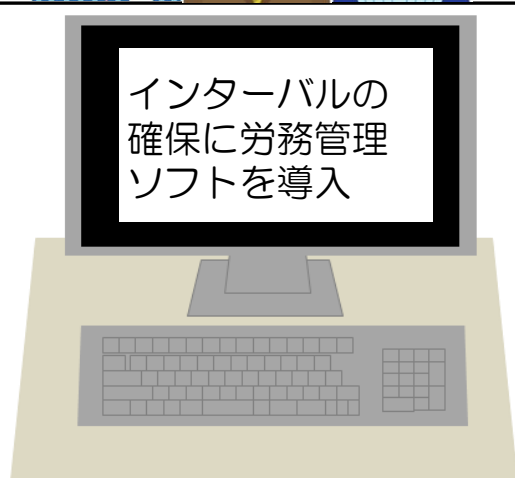 インターバルの
確保に労務管理
ソフトを導入